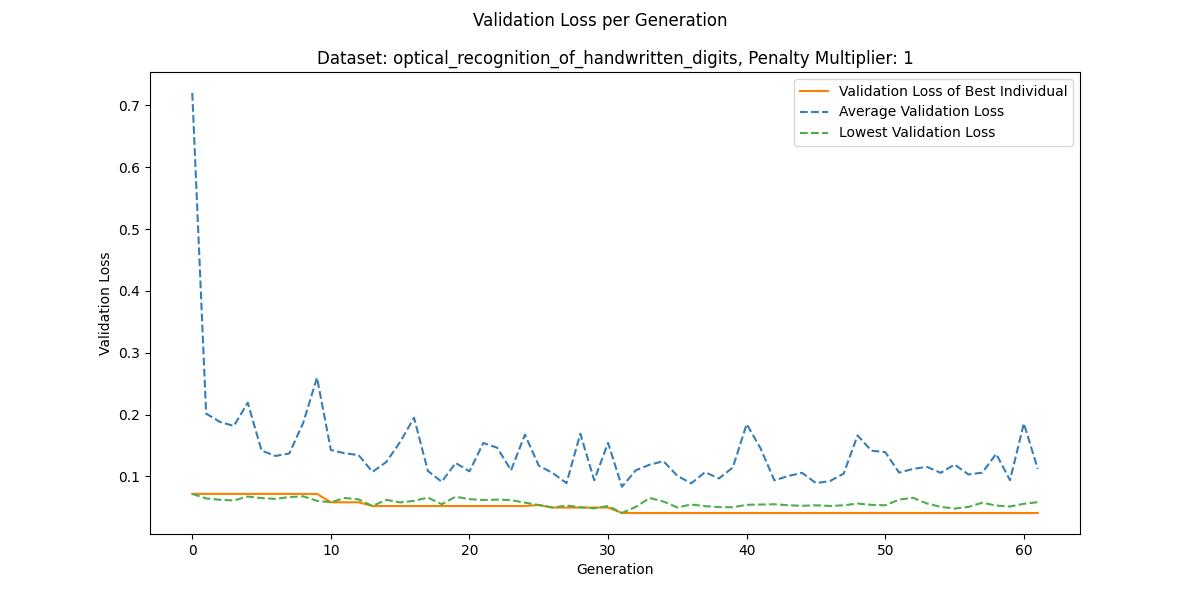 Validation Loss per Generation
Dataset: optical_recognition_of_handwritten_digits, Penalty Multiplier: 1
Validation Loss of Best Individual
Average Validation Loss
Lowest Validation Loss
Validation Loss
0.7
0.6
0.5
0.4
0.3
0.2
0.1
0 10 20 30 40 50 60
Generation